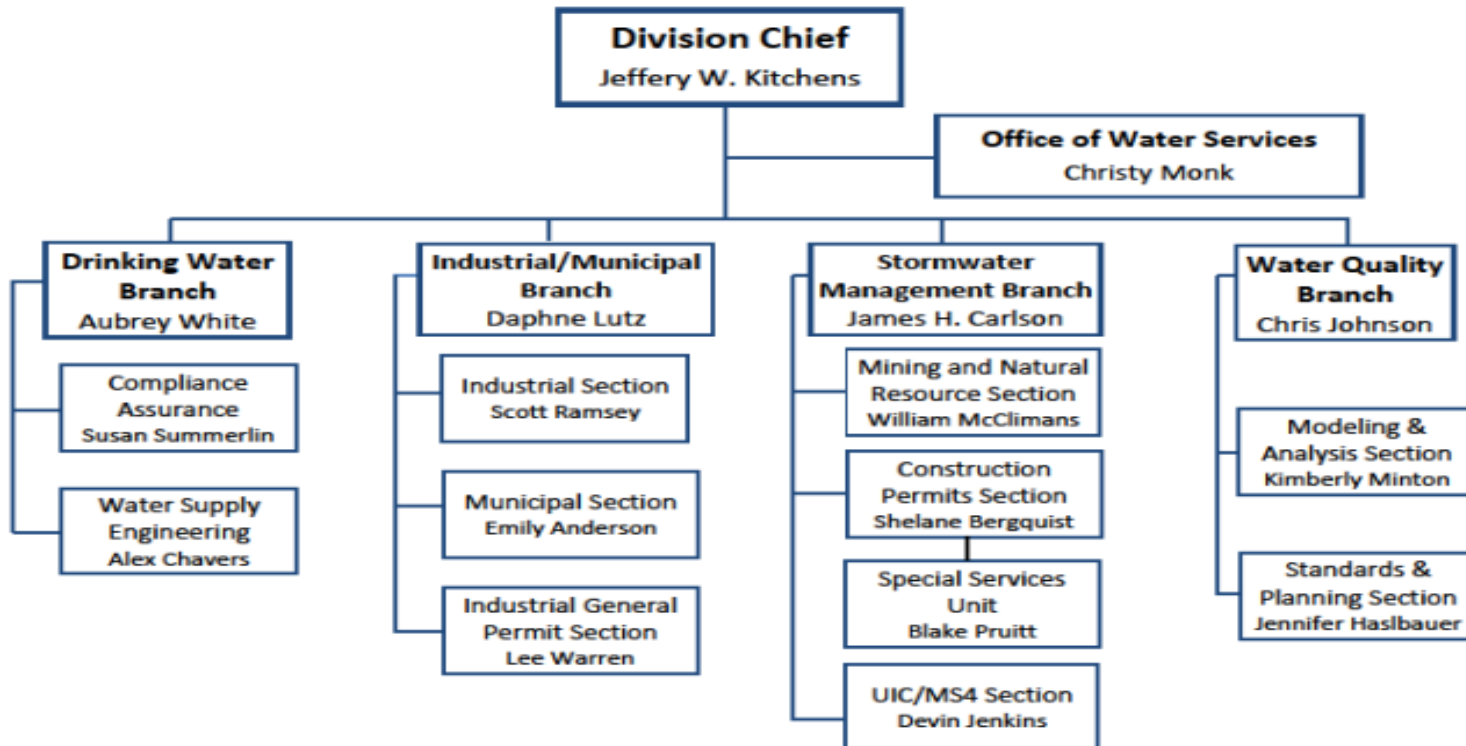 Division Chief
Jeffery W. Kitchens
Office of Water Services
Christy Monk
Drinking Water
Branch
Aubrey White
Compliance
Assurance
Susan Summerlin
Water Supply
Engineering
Alex Chavers
Industrial/Municipal
Branch
Daphne Lutz
Industrial Section
Scott Ramsey
Municipal Section
Emily Anderson
Industrial General
Permit Section
Lee Warren
Stormwater
Management Branch
James H. Carlson
Mining and Natural
Resource Section
William McClimans
Construction
Permits Section
Shelane Bergquist
Special Services
Unit
Blake Pruitt
UIC/MS4 Section
Devin Jenkins
Water Quality
Branch
Chris Johnson
Modeling &
Analysis Section
Kimberly Minton
Standards &
Planning Section
Jennifer Haslbauer